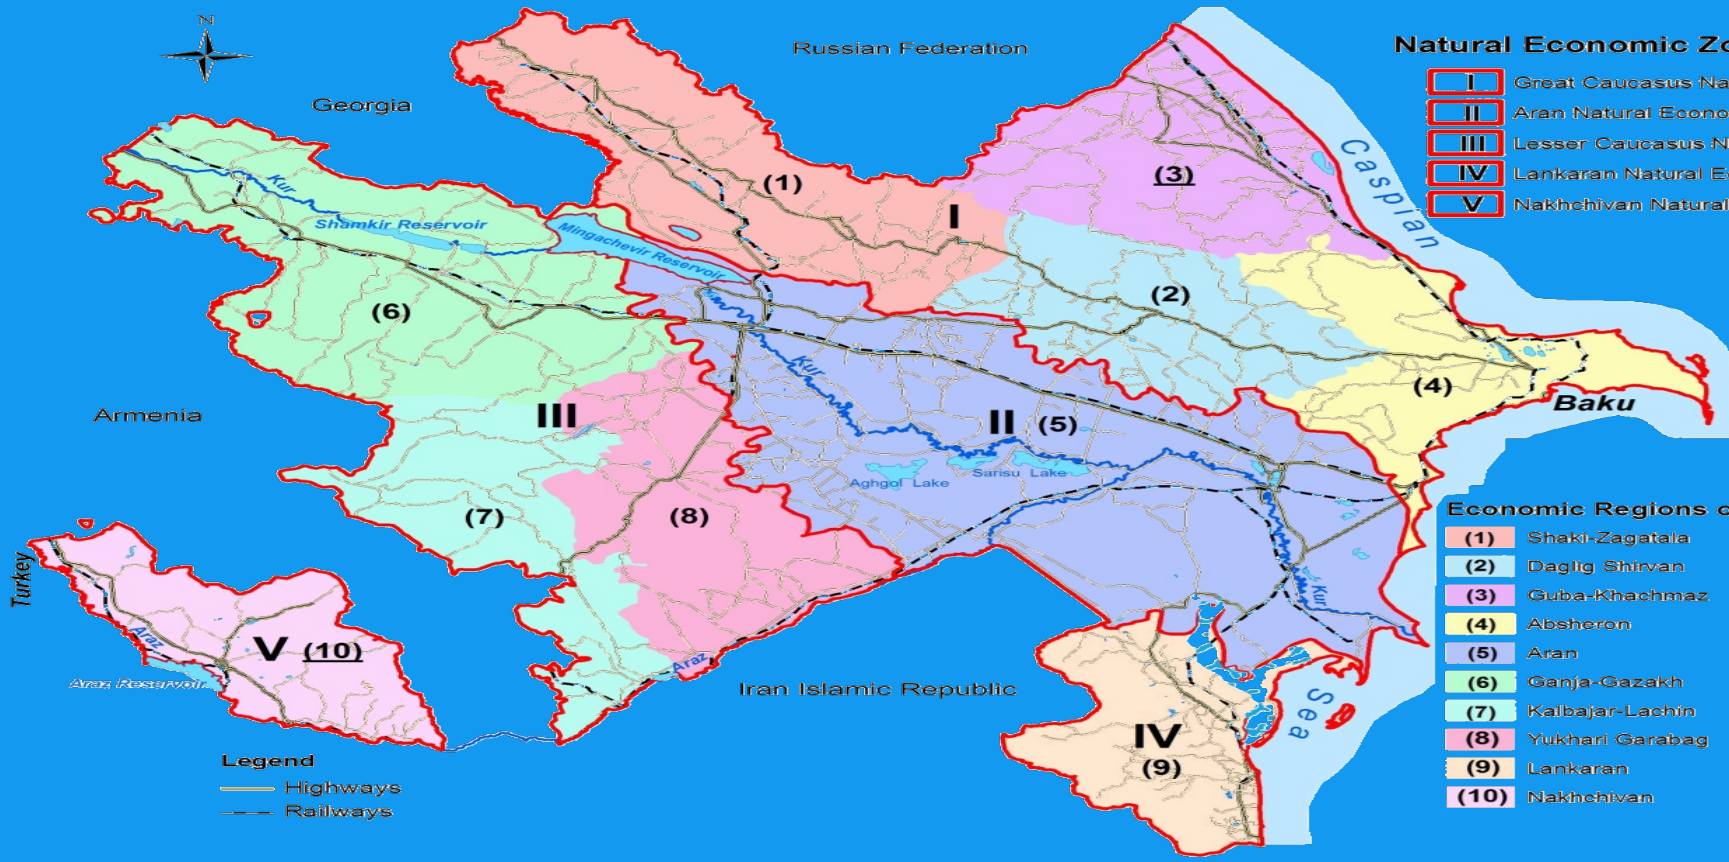 N
Russian Federation
Natural Economic Zo
I Great Caucasus Na
II Aran Natural Econo
III Lesser Caucasus N
IV Lankaran Natural E
V Nakhchivan Natural
Georgia
Caspian
Sea
(1)
(3)
I
Kur
Shamkir Reservoir
Mingachevir Reservoir
(2)
(6)
Kur
(4)
Baku
III
II (5)
Armenia
Aghgol Lake
Sarisu Lake
(7)
(8)
Turkey
Kur
V (10)
Araz
Araz Reservoir
Araz
Iran Islamic Republic
IV
(9)
Legend
Highways
Railways
Economic Regions o
(1) Shaki-Zagatala
(2) Daglig Shirvan
(3) Guba-Khachmaz
(4) Absheron
(5) Aran
(6) Ganja-Gazakh
(7) Kalbajar-Lachin
(8) Yukhari Garabag
(9) Lankaran
(10) Nakhchivan